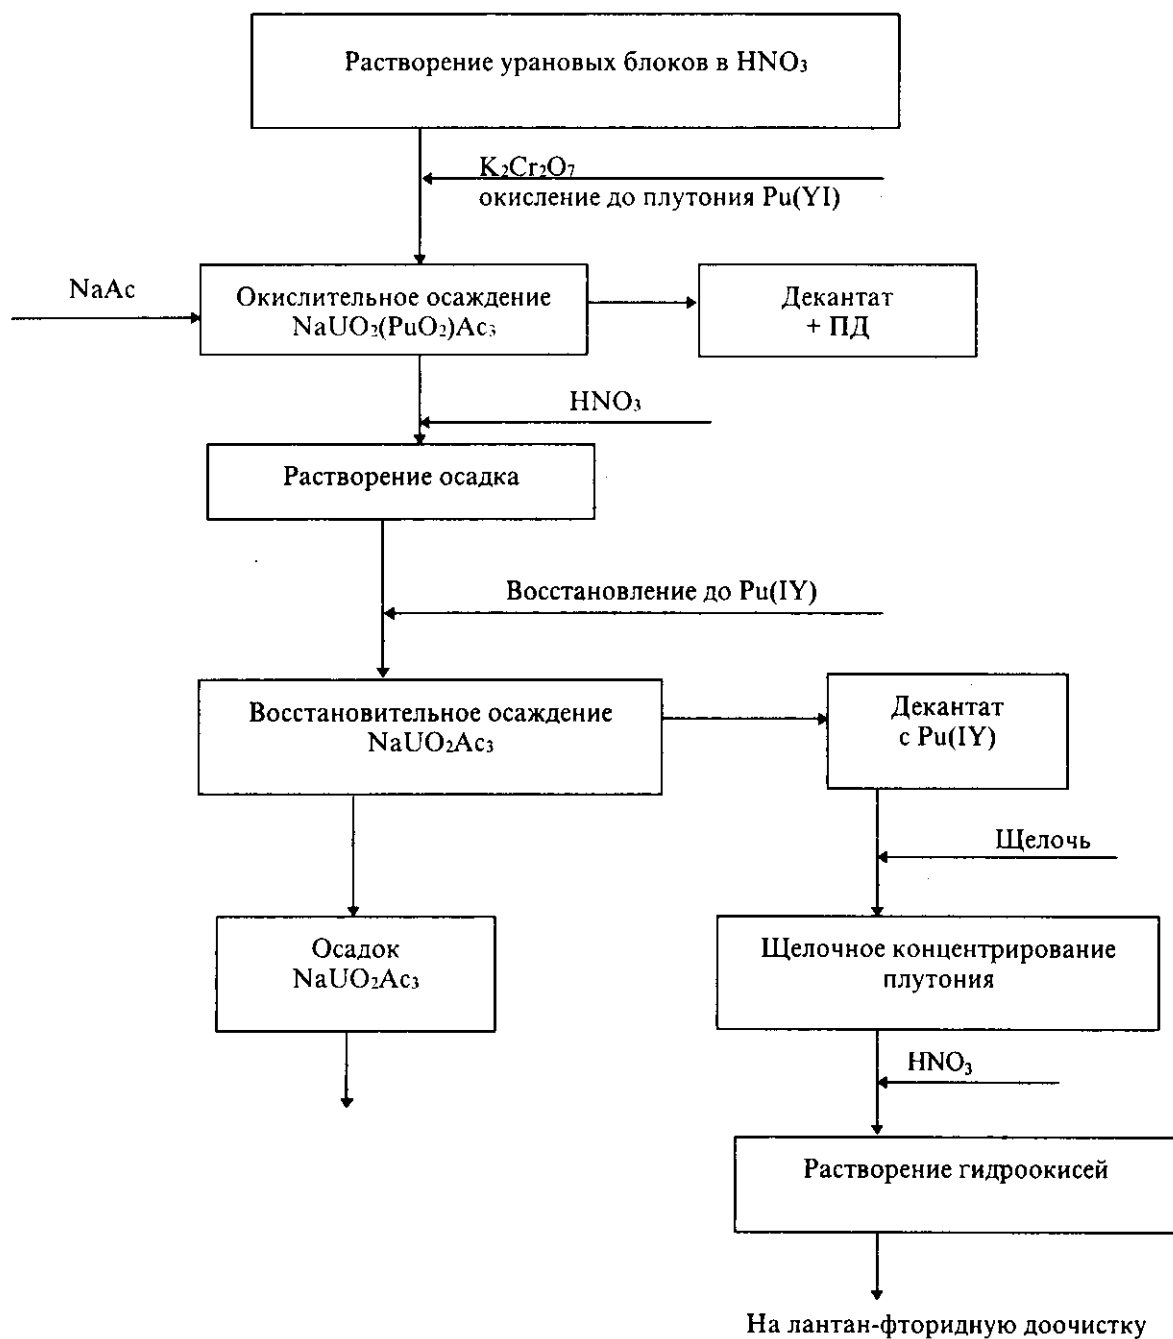 Растворение урановых блоков в HNO₃
K₂Cr₂O₇
окисление до плутония Pu(YI)
NaAc
Окислительное осаждение
NaUO₂(PuO₂)Ac₃
Декантат
+ ПД
HNO₃
Растворение осадка
Восстановление до Pu(IY)
Восстановительное осаждение
NaUO₂Ac₃
Декантат
с Pu(IY)
Щелочь
Осадок
NaUO₂Ac₃
Щелочное концентрирование
плутония
HNO₃
Растворение гидроокисей
На лантан-фторидную доочистку